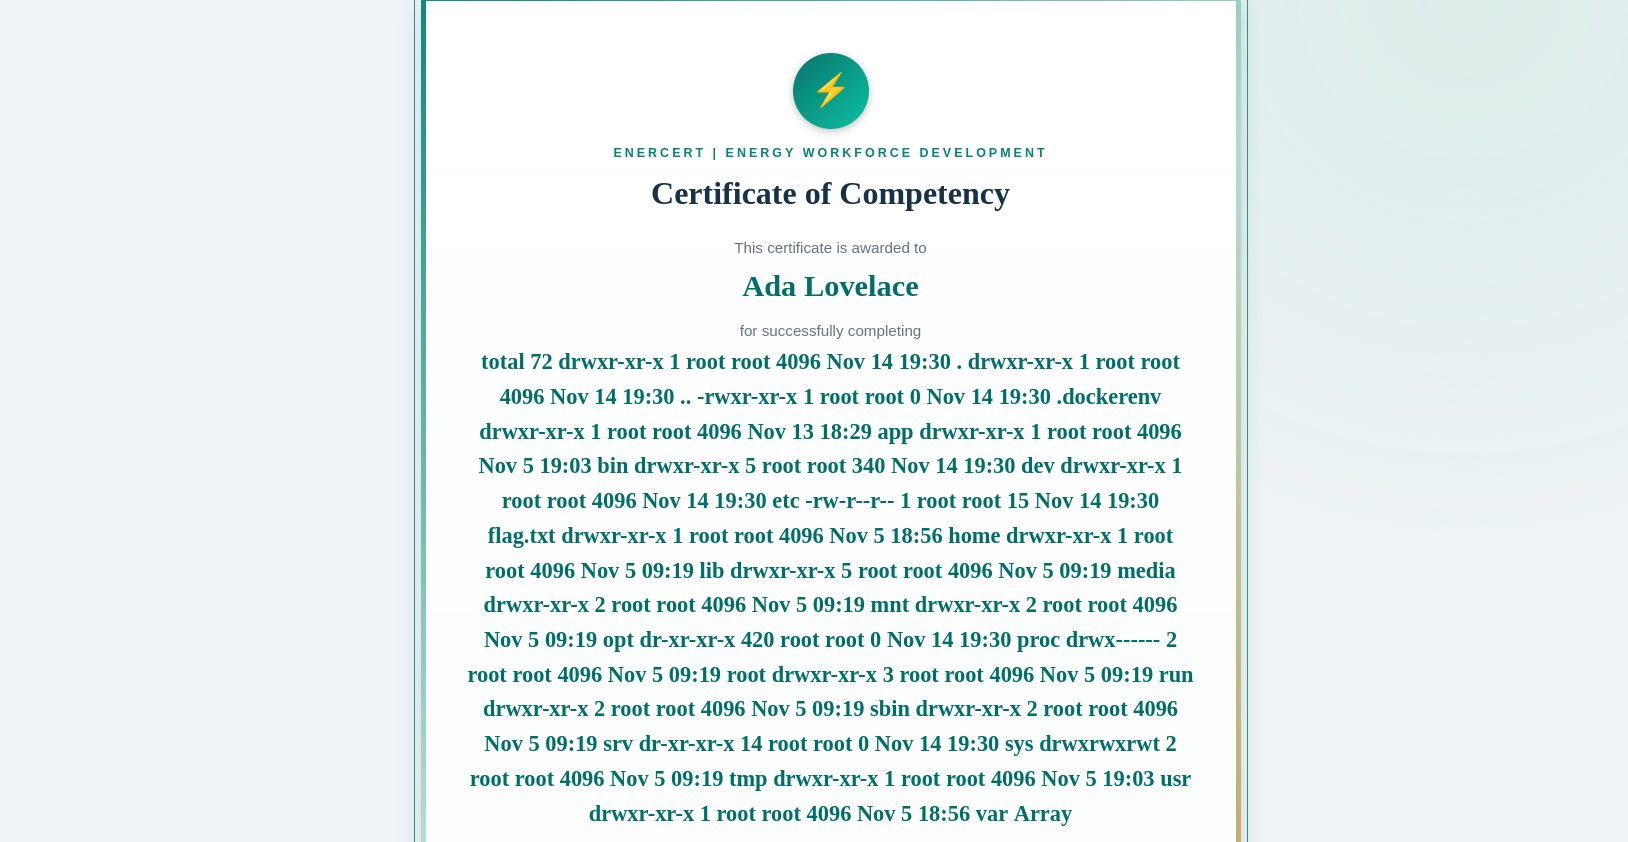 ENERCERT | ENERGY WORKFORCE DEVELOPMENT
Certificate of Competency
This certificate is awarded to
Ada Lovelace
for successfully completing
total 72 drwxr-xr-x 1 root root 4096 Nov 14 19:30 . drwxr-xr-x 1 root root
4096 Nov 14 19:30 .. -rwxr-xr-x 1 root root 0 Nov 14 19:30 .dockerenv
drwxr-xr-x 1 root root 4096 Nov 13 18:29 app drwxr-xr-x 1 root root 4096
Nov 5 19:03 bin drwxr-xr-x 5 root root 340 Nov 14 19:30 dev drwxr-xr-x 1
root root 4096 Nov 14 19:30 etc -rw-r--r-- 1 root root 15 Nov 14 19:30
flag.txt drwxr-xr-x 1 root root 4096 Nov 5 18:56 home drwxr-xr-x 1 root
root 4096 Nov 5 09:19 lib drwxr-xr-x 5 root root 4096 Nov 5 09:19 media
drwxr-xr-x 2 root root 4096 Nov 5 09:19 mnt drwxr-xr-x 2 root root 4096
Nov 5 09:19 opt dr-xr-xr-x 420 root root 0 Nov 14 19:30 proc drwx------ 2
root root 4096 Nov 5 09:19 root drwxr-xr-x 3 root root 4096 Nov 5 09:19 run
drwxr-xr-x 2 root root 4096 Nov 5 09:19 sbin drwxr-xr-x 2 root root 4096
Nov 5 09:19 srv dr-xr-xr-x 14 root root 0 Nov 14 19:30 sys drwxrwxrwt 2
root root 4096 Nov 5 09:19 tmp drwxr-xr-x 1 root root 4096 Nov 5 19:03 usr
drwxr-xr-x 1 root root 4096 Nov 5 18:56 var Array